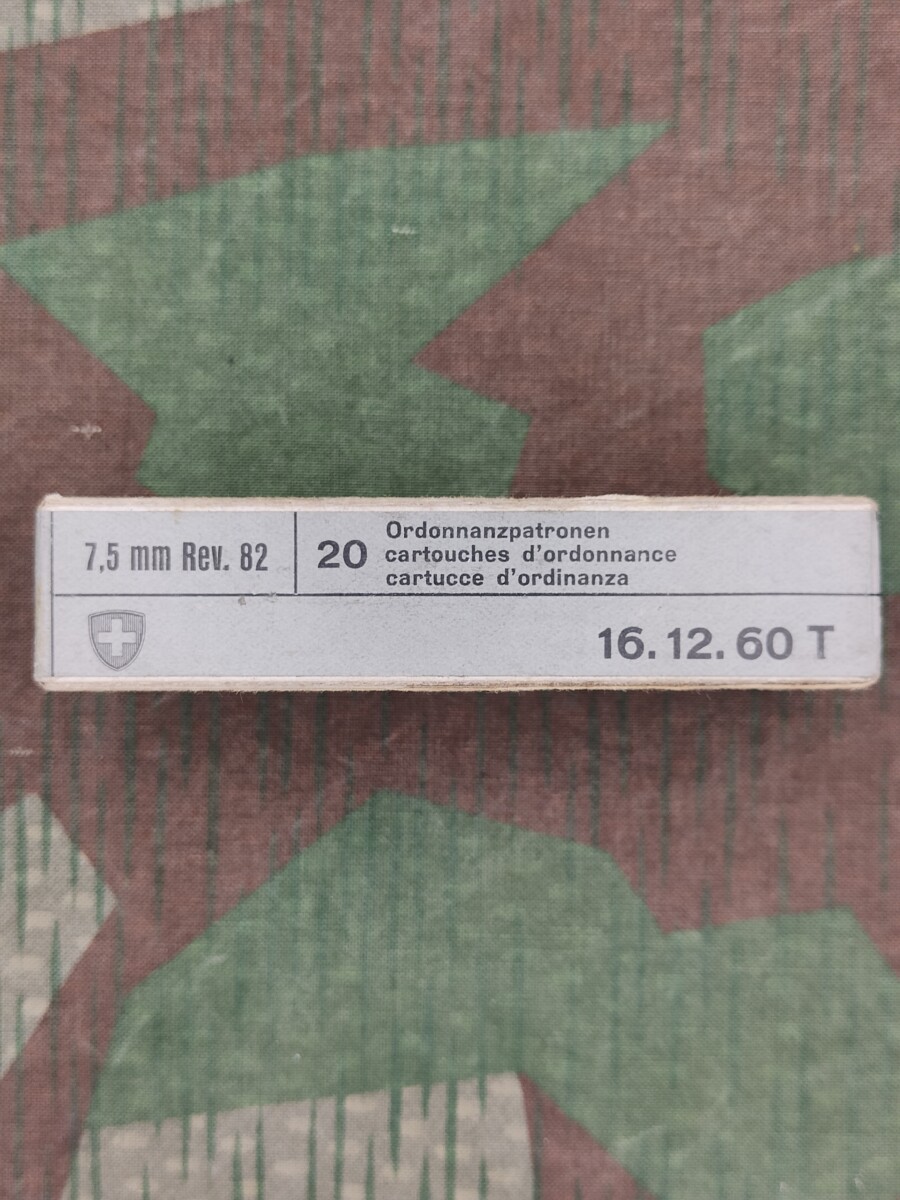 7,5 mm Rev. 82
20
Ordonnanzpatronen
cartouches d'ordonnance
cartucce d'ordinanza
16.12.60 T